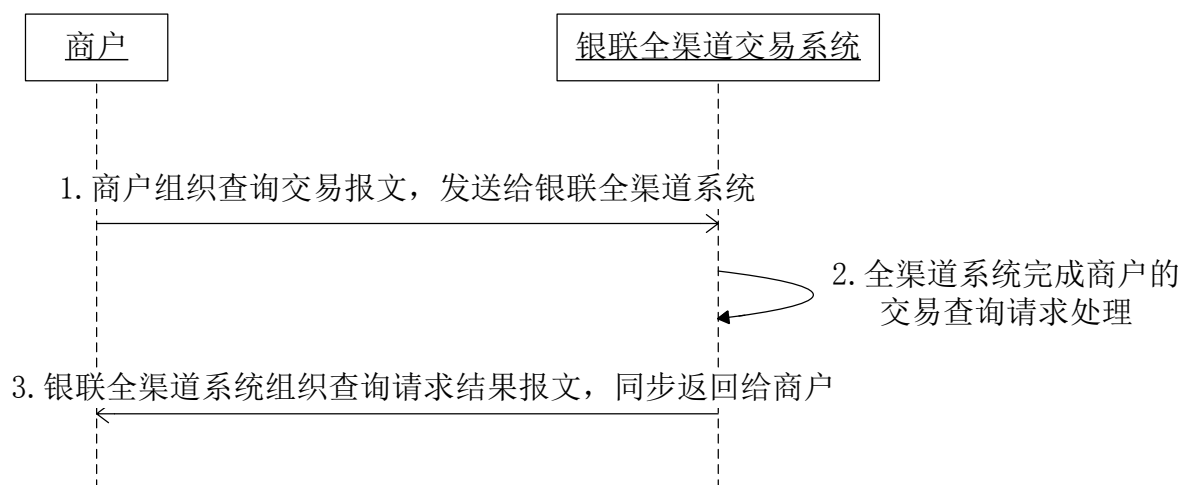 商户
银联全渠道交易系统
1.商户组织查询交易报文，发送给银联全渠道系统
2.全渠道系统完成商户的
交易查询请求处理
3.银联全渠道系统组织查询请求结果报文，同步返回给商户